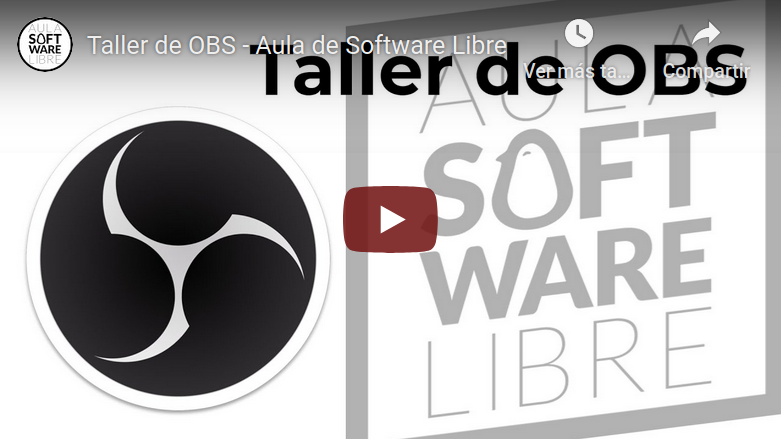 AULA
SOFT
WARE
LIBRE
Taller de OBS - Aula de Software Libre
Ver más ta...
Compartir
Taller de OBS
AULA
SOFT
WARE
LIBRE